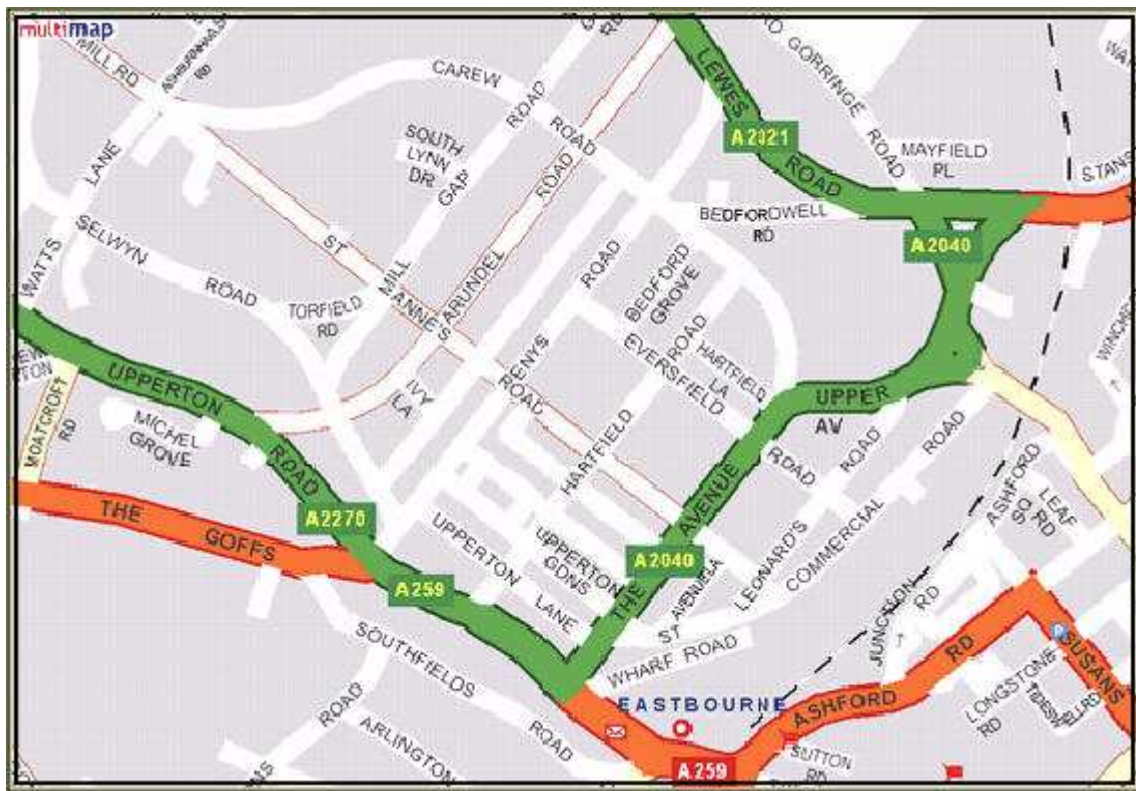 multimap
MILL RD
CAREW
ROAD
SOUTH
LYNN
DR
ROAD
GAP
MILL
LEWES
ROAD
A2021
GORRINGE
ROAD
MAYFIELD
PL
BEDFORDWELL
RD
A2040
WATTS
LANE
SELWYN
ROAD
TORFIELD
RD
ST
ANNE'S
ROAD
ARUNDEL
ROAD
IVY
LA
ROAD
BEDFORD
GROVE
EVERSFIELD
ROAD
HARTFIELD
LA
HARTFIELD
ROAD
UPPER
AV
UPPERTON
ROAD
MICHEL
GROVE
MOATCROFT
RD
THE
GOFFS
A2270
A259
UPPERTON
LANE
UPPERTON
GDNS
THE
AVENUE
A2040
ST
LEONARD'S
ROAD
COMMERCIAL
ROAD
ASHFORD
SQ
LEAF
RD
JUNCTION
RD
WHARF ROAD
EASTBOURNE
SOUTHFIELDS
ROAD
ROAD
ARLINGTON
ASHFORD
RD
SUSANS
LONGSTONE
RD
SUTTON
RD
A259